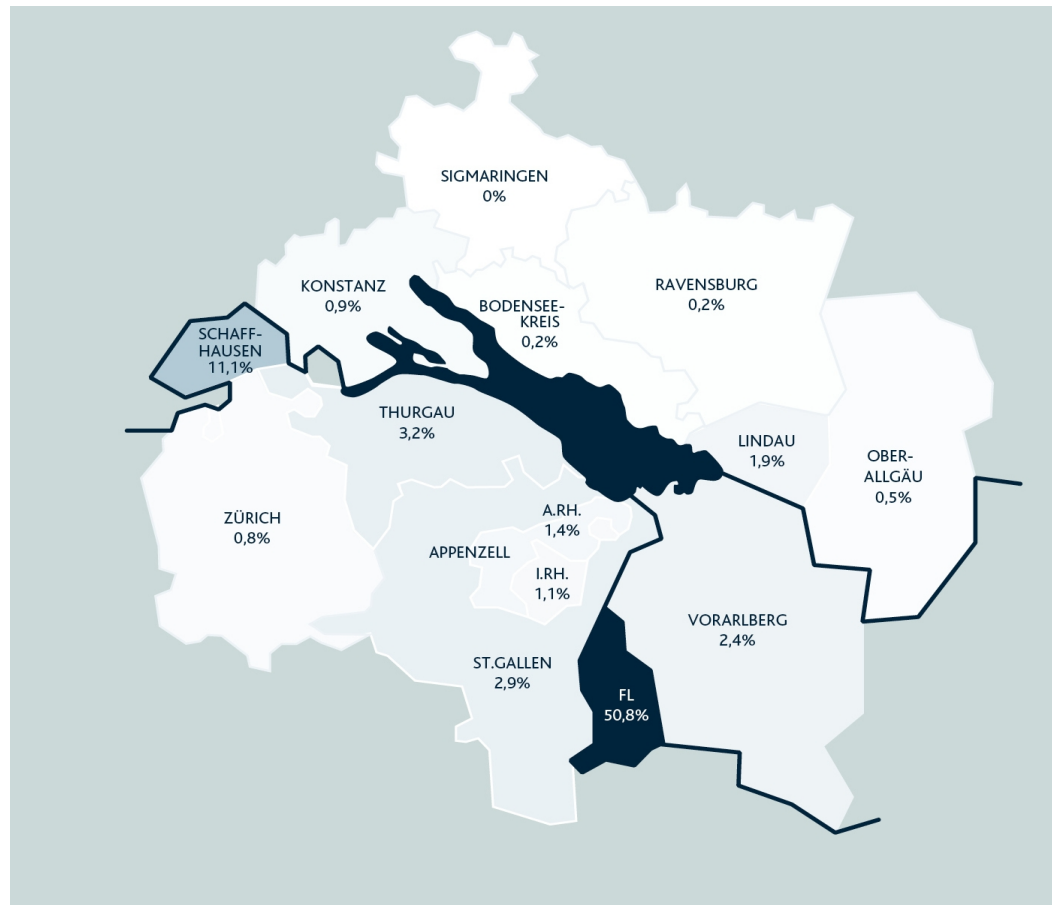 SIGMARINGEN
0%
KONSTANZ
0,9%
BODENSEE-
KREIS
0,2%
RAVENSBURG
0,2%
SCHAFF-
HAUSEN
11,1%
THURGAU
3,2%
LINDAU
1,9%
OBER-
ALLGÄU
0,5%
ZÜRICH
0,8%
A.RH.
1,4%
APPENZELL
I.RH.
1,1%
VORARLBERG
2,4%
ST.GALLEN
2,9%
FL
50,8%